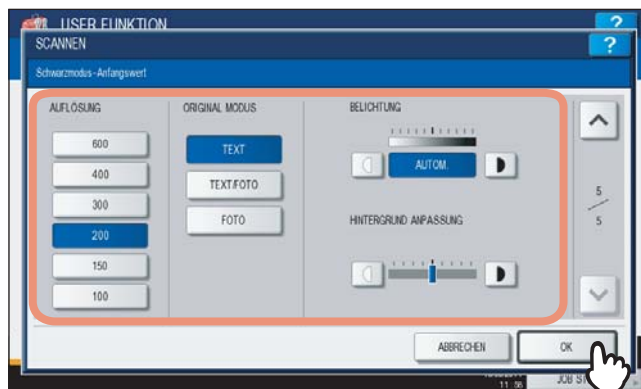 USER FUNKTION
?
SCANNEN
?
Schwarzmodus-Anfangswert
AUFLÖSUNG
600
400
300
200
150
100
ORIGINAL MODUS
TEXT
TEXT/FOTO
FOTO
BELICHTUNG
AUTOM.
HINTERGRUND ANPASSUNG
5
5
ABBRECHEN
OK
11:56
JOB ST